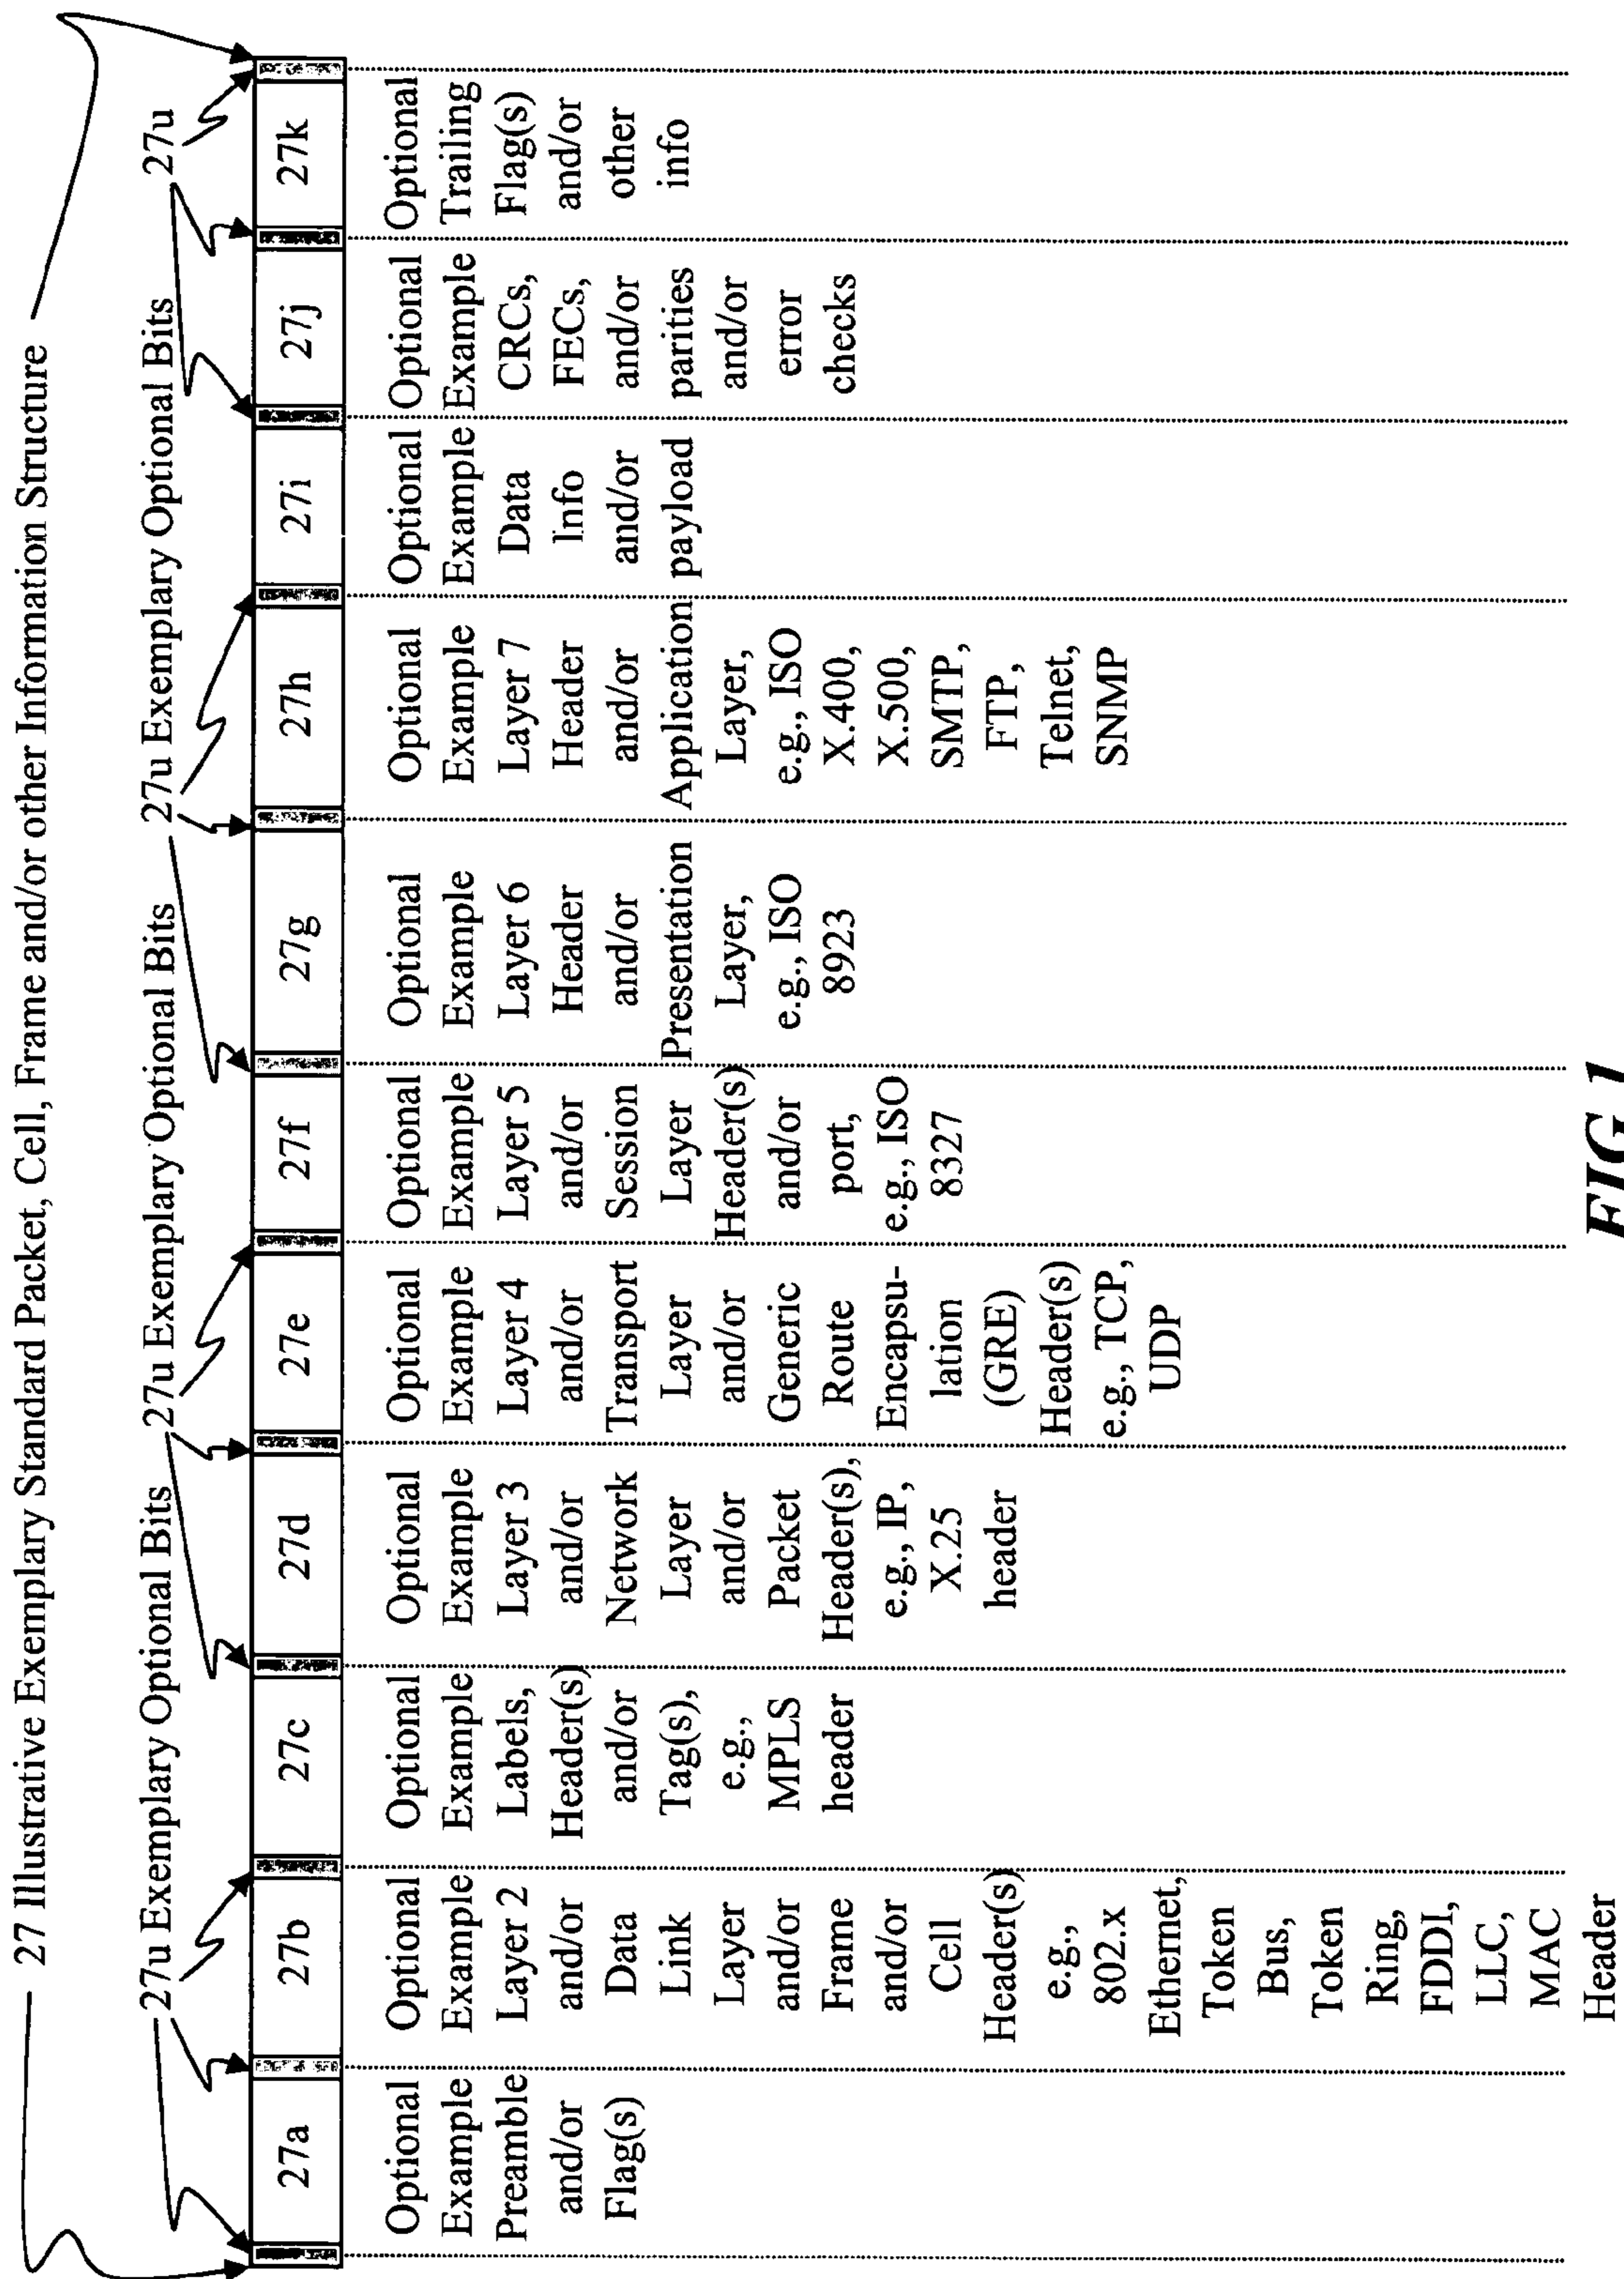 27 Illustrative Exemplary Standard Packet, Cell, Frame and/or other Information Structure
27u Exemplary Optional Bits
27u Exemplary Optional Bits
27u Exemplary Optional Bits
27u
27a
27b
27c
27d
27e
27f
27g
27h
27i
27j
27k
Optional
Example
Preamble
and/or
Flag(s)
Optional
Example
Layer 2
and/or
Data
Link
Layer
and/or
Frame
and/or
Cell
Header(s)
e.g.,
802.x
Ethernet,
Token
Bus,
Token
Ring,
FDDI,
LLC,
MAC
Header
Optional
Example
Labels,
Header(s)
and/or
Tag(s),
e.g.,
MPLS
header
Optional
Example
Layer 3
and/or
Network
Layer
and/or
Packet
Header(s),
e.g., IP,
X.25
header
Optional
Example
Layer 4
and/or
Transport
Layer
and/or
Generic
Route
Encapsu-
lation
(GRE)
Header(s)
e.g., TCP,
UDP
Optional
Example
Layer 5
and/or
Session
Layer
Header(s)
and/or
port,
e.g., ISO
8327
Optional
Example
Layer 6
Header
and/or
Presentation
Layer,
e.g., ISO
8923
Optional
Example
Layer 7
Header
and/or
Application
Layer,
e.g., ISO
X.400,
X.500,
SMTP,
FTP,
Telnet,
SNMP
Optional
Example
Data
Info
and/or
payload
Optional
Example
CRCs,
FECs,
and/or
parities
and/or
error
checks
Optional
Trailing
Flag(s)
and/or
other
info
FIG 1